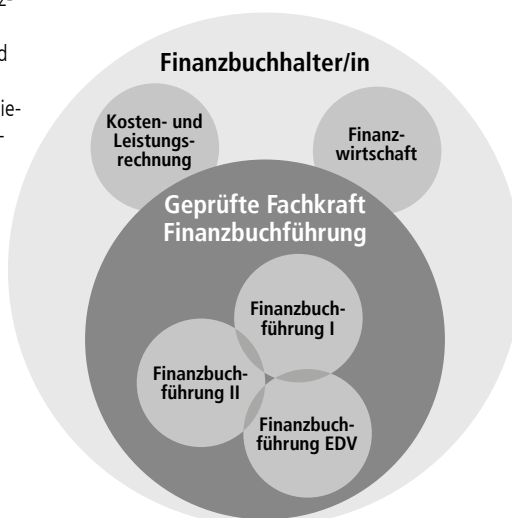 Finanzbuchhalter/in
Kosten- und
Leistungs-
rechnung
Finanz-
wirtschaft
Geprüfte Fachkraft
Finanzbuchführung
Finanzbuch-
führung I
Finanzbuch-
führung II
Finanzbuch-
führung EDV